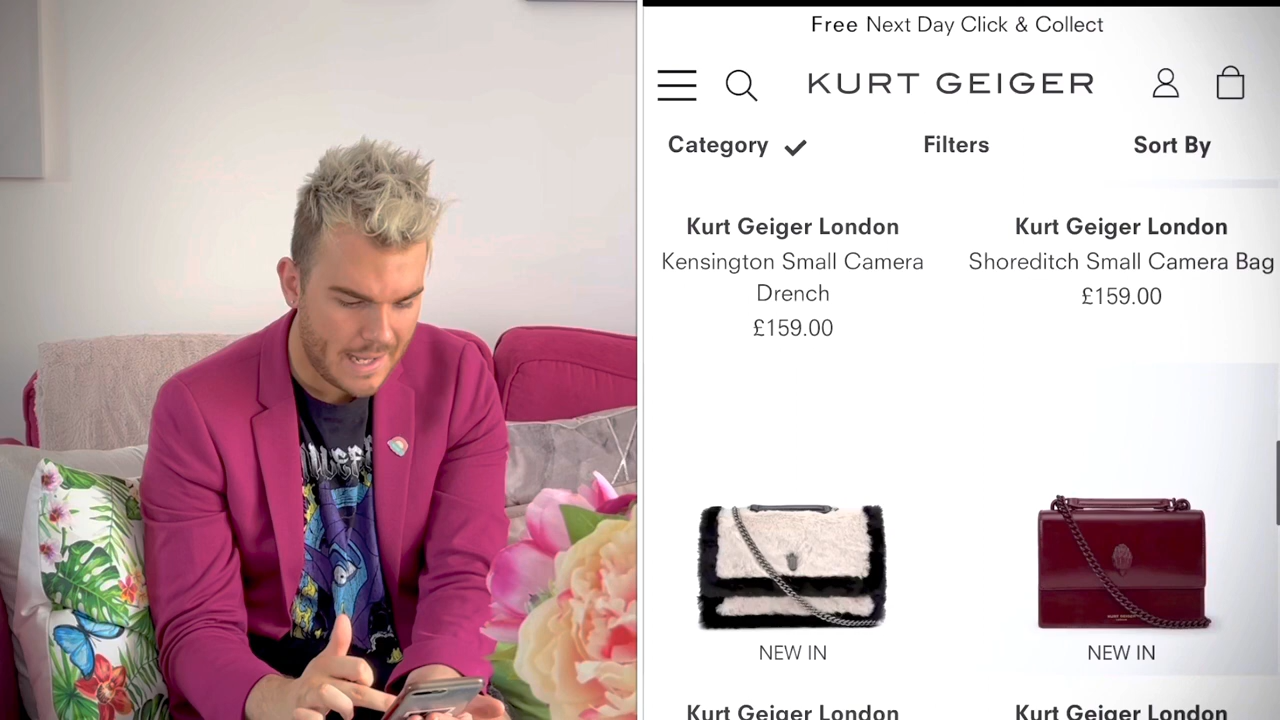 Free Next Day Click & Collect
KURT GEIGER
Category
Filters
Sort By
Kurt Geiger London
Kensington Small Camera
Drench
£159.00
Kurt Geiger London
Shoreditch Small Camera Bag
£159.00
NEW IN
NEW IN
Kurt Geiger London
Kurt Geiger London